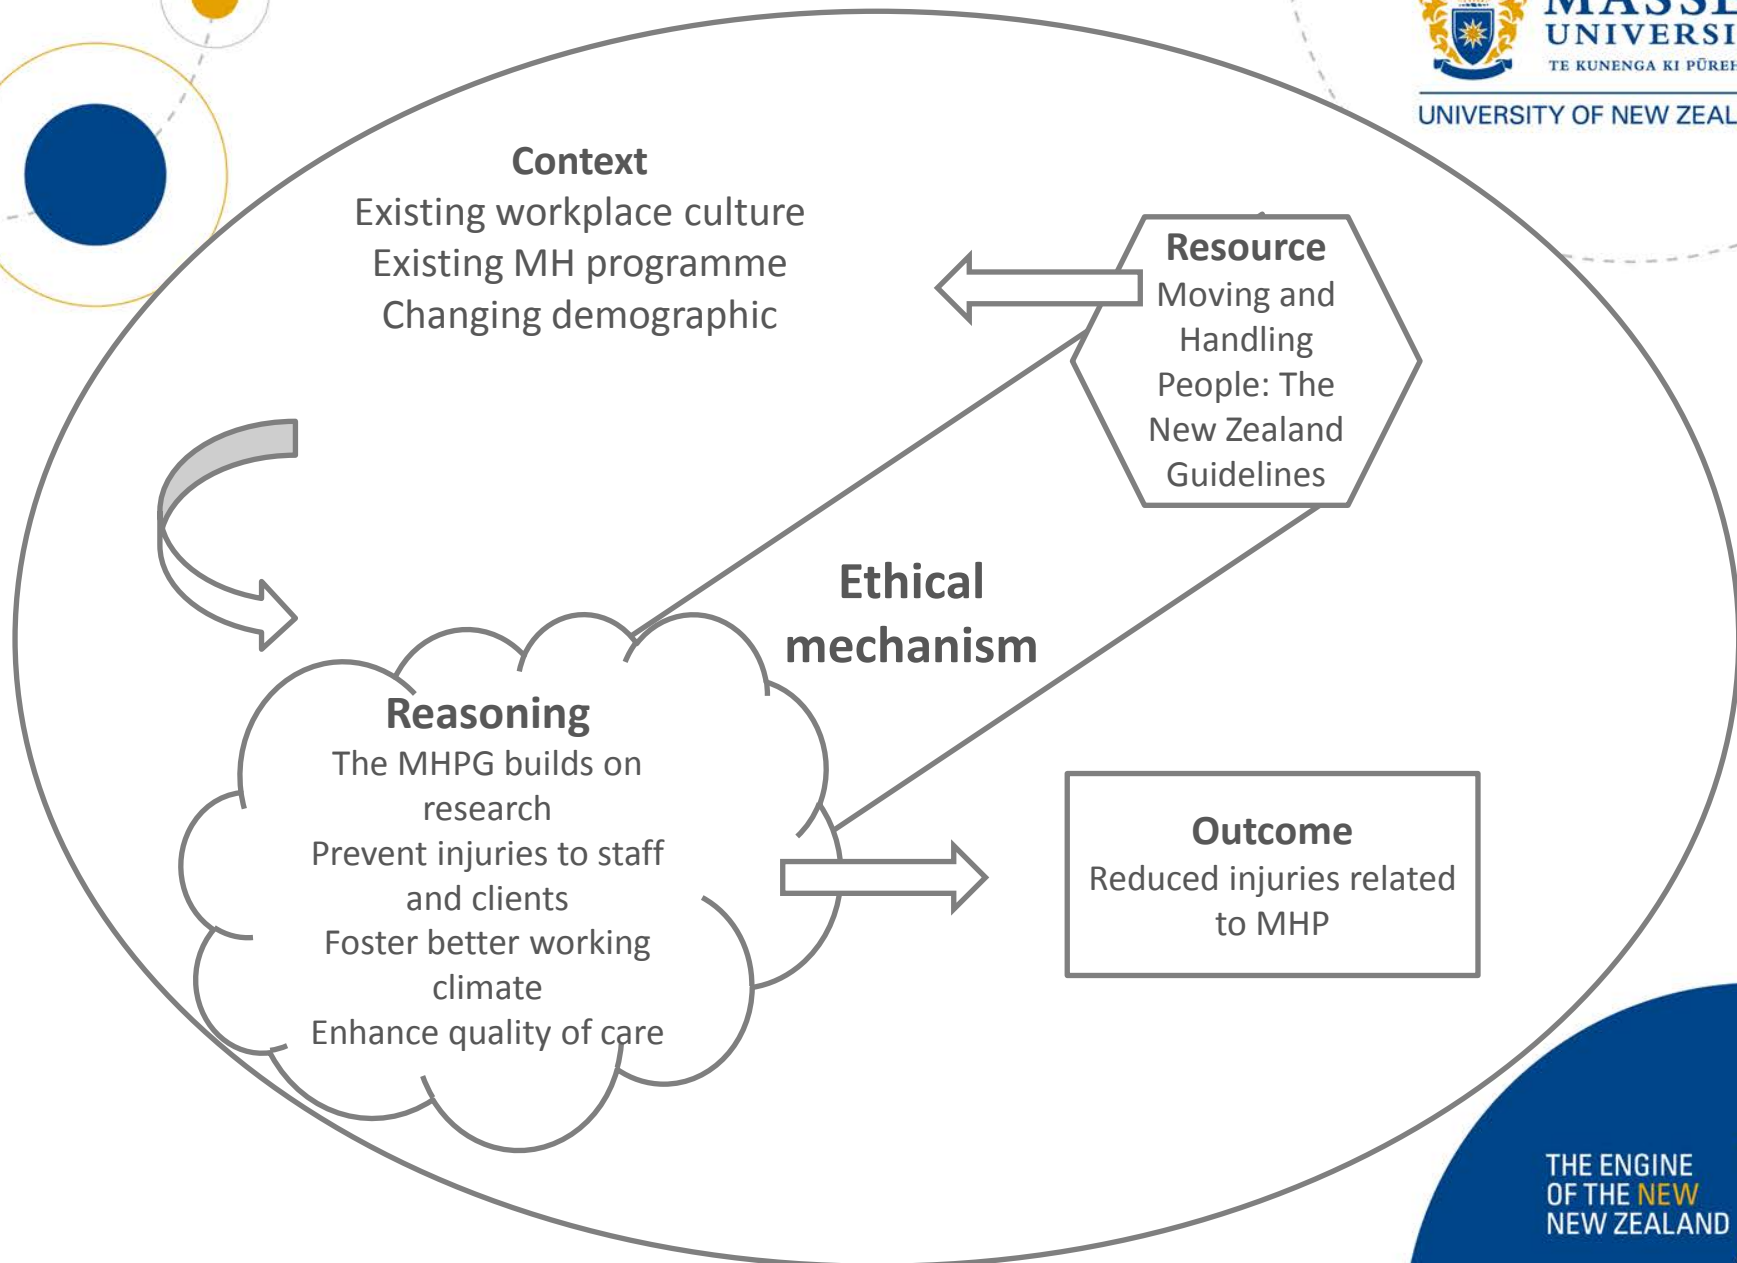 UNIVERSITY OF NEW
TE KUNENGA KI
Context
Existing workplace culture
Existing MH programme
Changing demographic
Resource
Moving and
Handling
People: The
New Zealand
Guidelines
Ethical
mechanism
Reasoning
The MHPG builds on
research
Prevent injuries to staff
and clients
Foster better working
climate
Enhance quality of care
Outcome
Reduced injuries related
to MHP
THE ENGINE
OF THE NEW
NEW ZEALAND